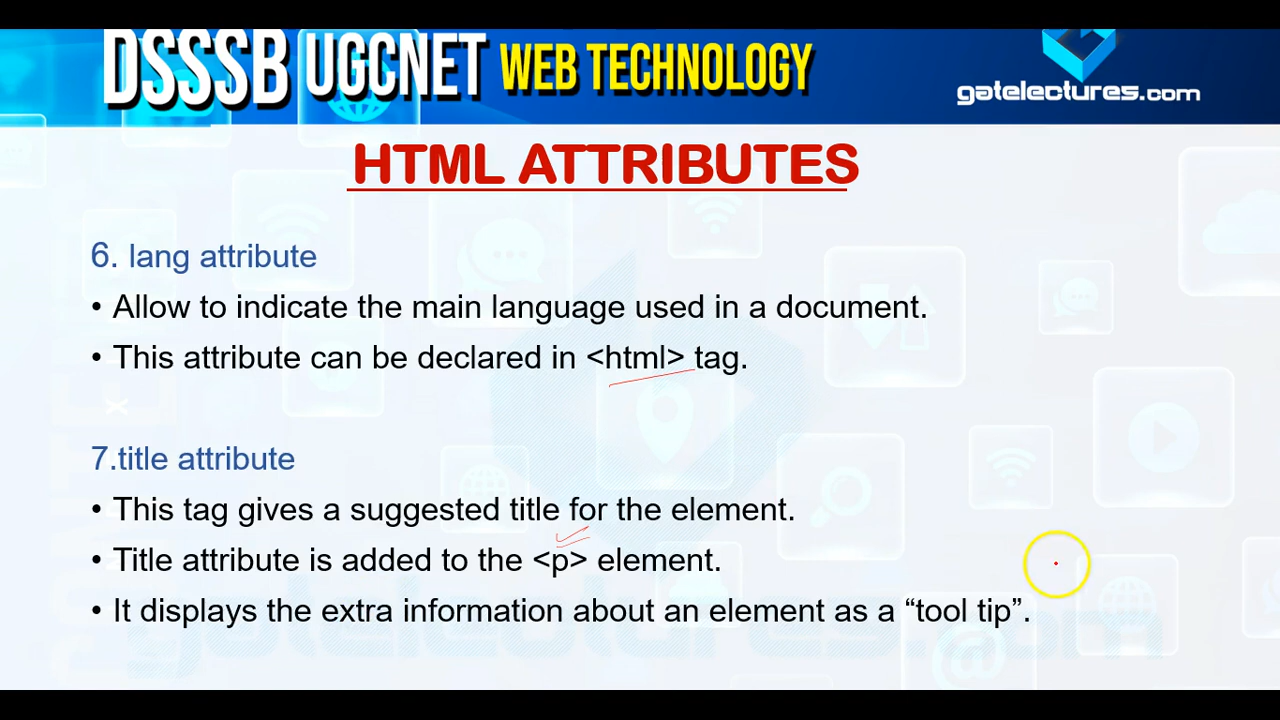 DSSSB UGCNET WEB TECHNOLOGY
gatelectures.com
HTML ATTRIBUTES
6. lang attribute
• Allow to indicate the main language used in a document.
• This attribute can be declared in <html> tag.
7.title attribute
• This tag gives a suggested title for the element.
• Title attribute is added to the <p> element.
• It displays the extra information about an element as a “tool tip”.
gatelectures.com